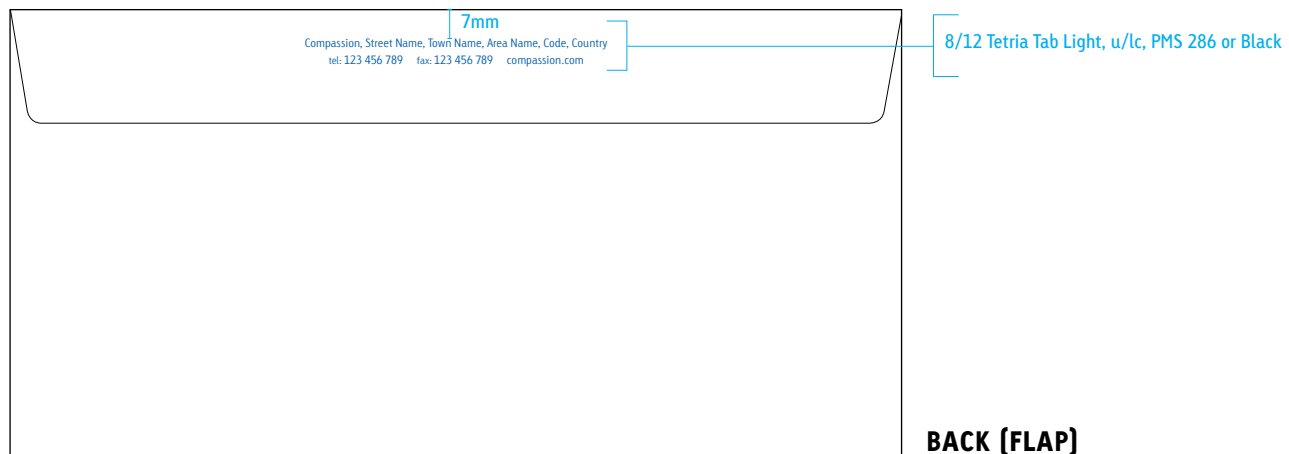 7mm
Compassion, Street Name, Town Name, Area Name, Code, Country
tel: 123 456 789 fax: 123 456 789 compassion.com
8/12 Tetria Tab Light, u/lc, PMS 286 or Black
BACK (FLAP)